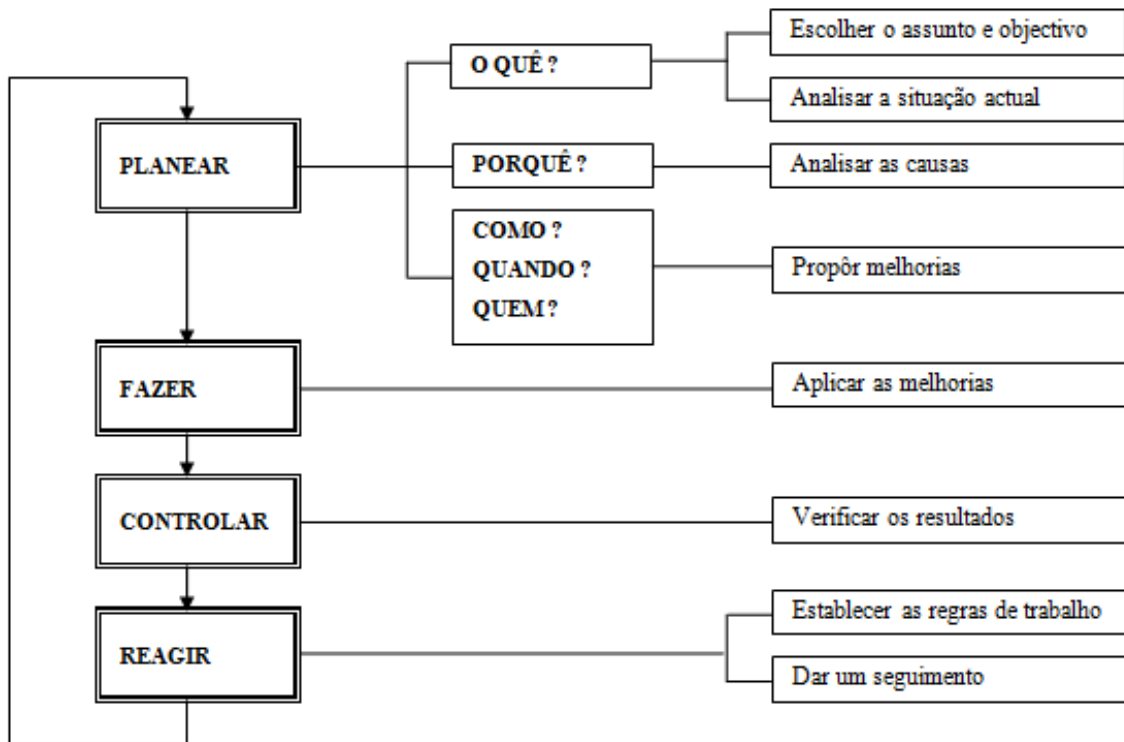 Escolher o assunto e objectivo
O QUÊ ?
Analisar a situação actual
PLANEAR
PORQUÊ ?
Analisar as causas
COMO ?
QUANDO ?
QUEM ?
Propôr melhorias
FAZER
Aplicar as melhorias
CONTROLAR
Verificar os resultados
Establecer as regras de trabalho
REAGIR
Dar um seguimento